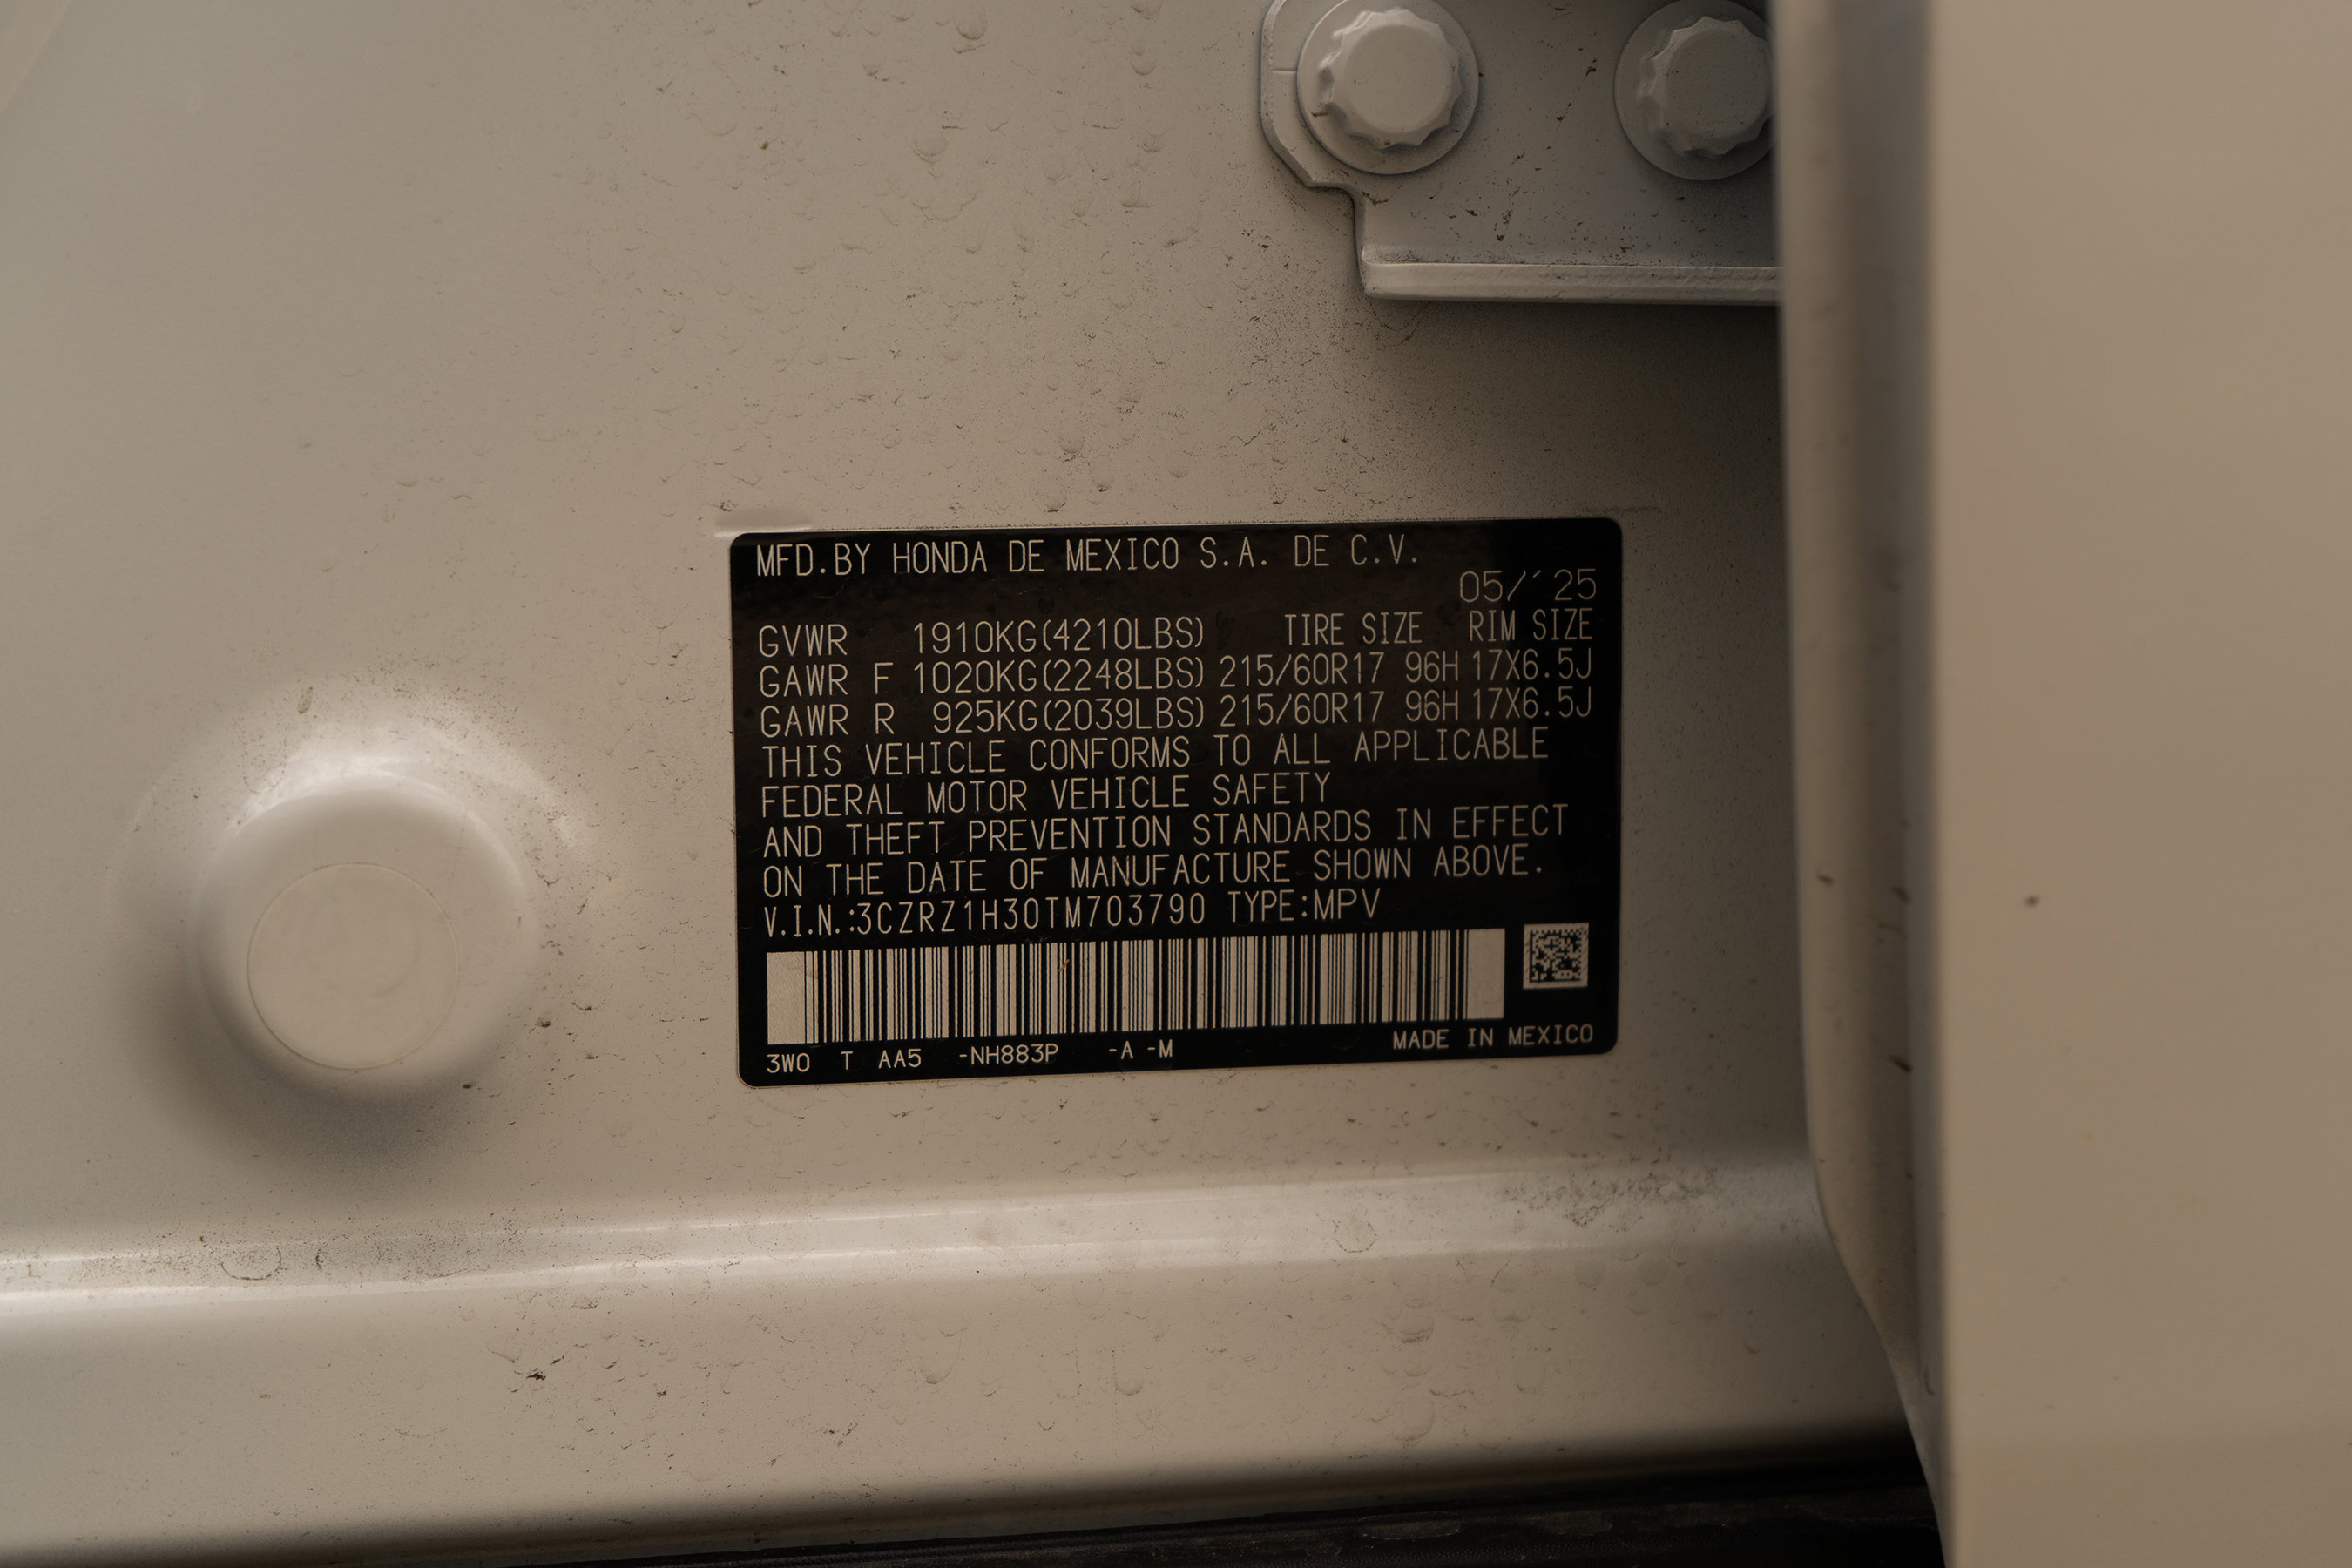 MFD.BY HONDA DE MEXICO S.A. DE C.V.
05/´25
GVWR 1910KG(4210LBS) TIRE SIZE RIM SIZE
GAWR F 1020KG(2248LBS) 215/60R17 96H 17X6.5J
GAWR R 925KG(2039LBS) 215/60R17 96H 17X6.5J
THIS VEHICLE CONFORMS TO ALL APPLICABLE
FEDERAL MOTOR VEHICLE SAFETY
AND THEFT PREVENTION STANDARDS IN EFFECT
ON THE DATE OF MANUFACTURE SHOWN ABOVE.
V.I.N.:3CZRZ1H30TM703790 TYPE:MPV
3W0 T AA5 -NH883P -A -M MADE IN MEXICO